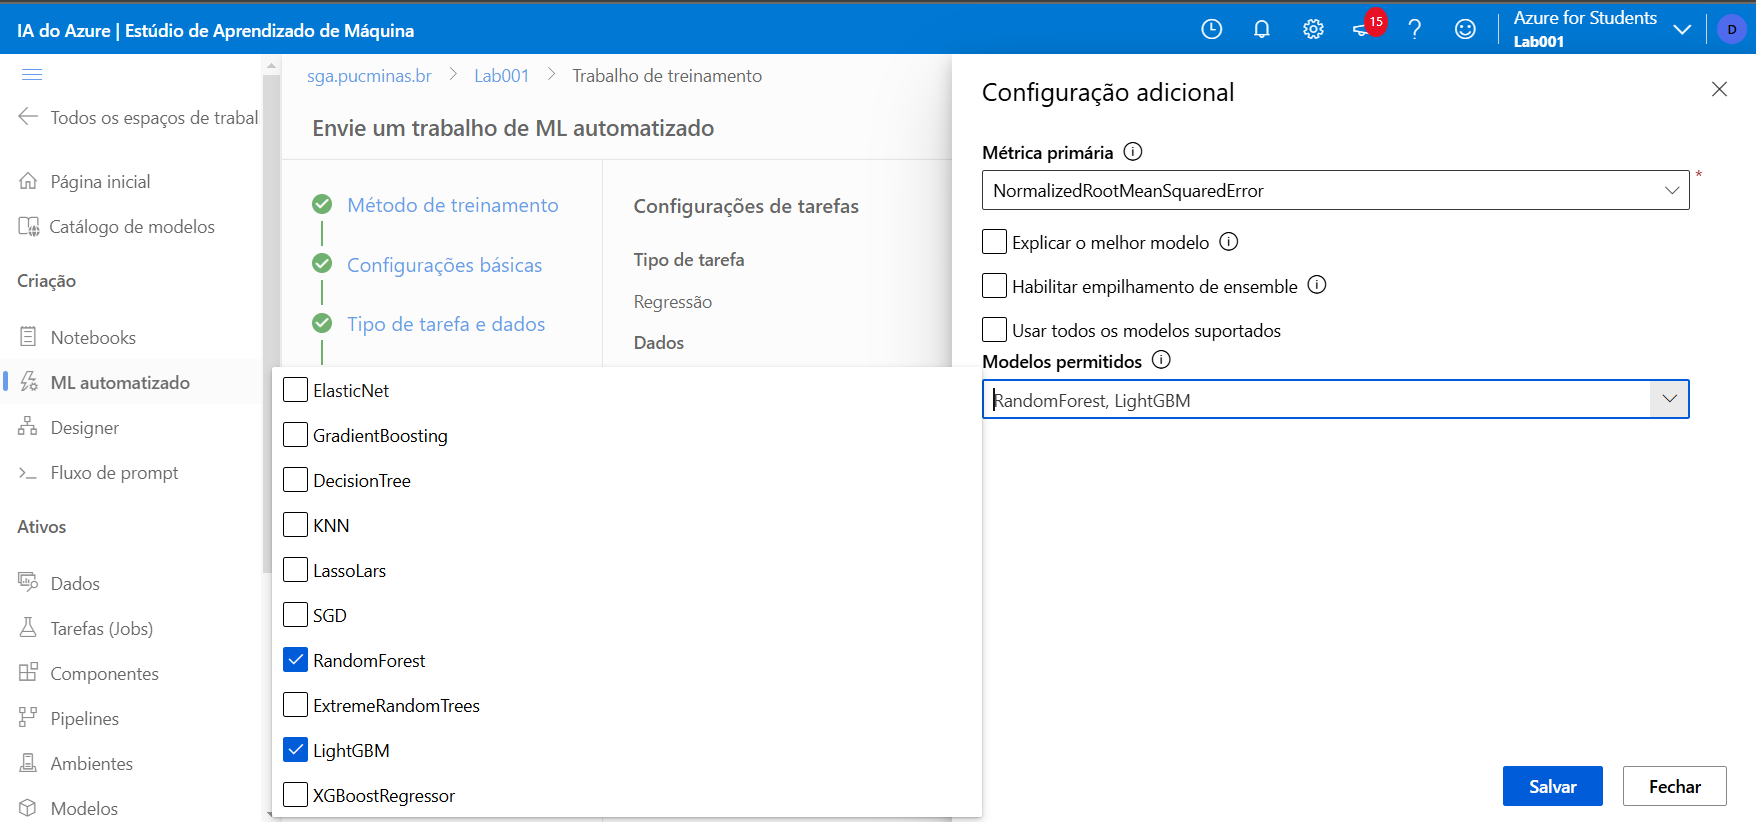 IA do Azure | Estúdio de Aprendizado de Máquina
15
Azure for Students
Lab001
D
Todos os espaços de trabal
Página inicial
Catálogo de modelos
Criação
Notebooks
ML automatizado
Designer
Fluxo de prompt
Ativos
Dados
Tarefas (Jobs)
Componentes
Pipelines
Ambientes
Modelos
sga.pucminas.br > Lab001 > Trabalho de treinamento
Envie um trabalho de ML automatizado
Método de treinamento
Configurações básicas
Tipo de tarefa e dados
Configurações de tarefas
Tipo de tarefa
Regressão
Dados
ElasticNet
GradientBoosting
DecisionTree
KNN
LassoLars
SGD
RandomForest
ExtremeRandomTrees
LightGBM
XGBoostRegressor
Configuração adicional
Métrica primária
*
NormalizedRootMeanSquaredError
Explicar o melhor modelo
Habilitar empilhamento de ensemble
Usar todos os modelos suportados
Modelos permitidos
RandomForest, LightGBM
Salvar
Fechar